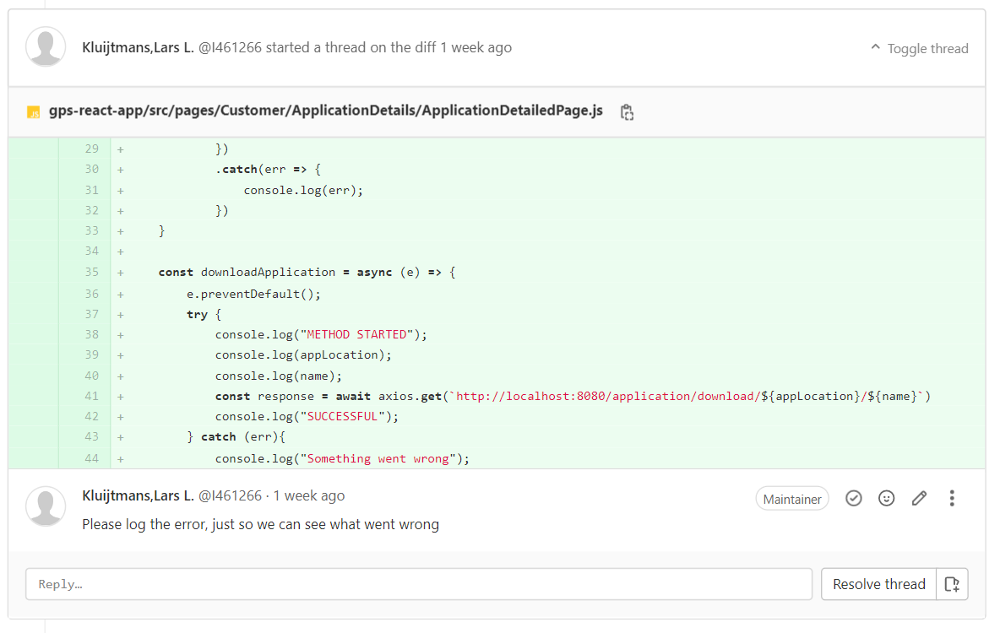 Kluijtmans,Lars L. @I461266 started a thread on the diff 1 week ago
Toggle thread
JS gps-react-app/src/pages/Customer/ApplicationDetails/ApplicationDetailedPage.js
29 +             })
30 +             .catch(err => {
31 +                 console.log(err);
32 +             })
33 +     }
34 +
35 +     const downloadApplication = async (e) => {
36 +         e.preventDefault();
37 +         try {
38 +             console.log("METHOD STARTED");
39 +             console.log(appLocation);
40 +             console.log(name);
41 +             const response = await axios.get(`http://localhost:8080/application/download/${appLocation}/${name}`)
42 +             console.log("SUCCESSFUL");
43 +         } catch (err){
44 +             console.log("Something went wrong");
Kluijtmans,Lars L. @I461266 · 1 week ago
Maintainer
Please log the error, just so we can see what went wrong
Reply…
Resolve thread